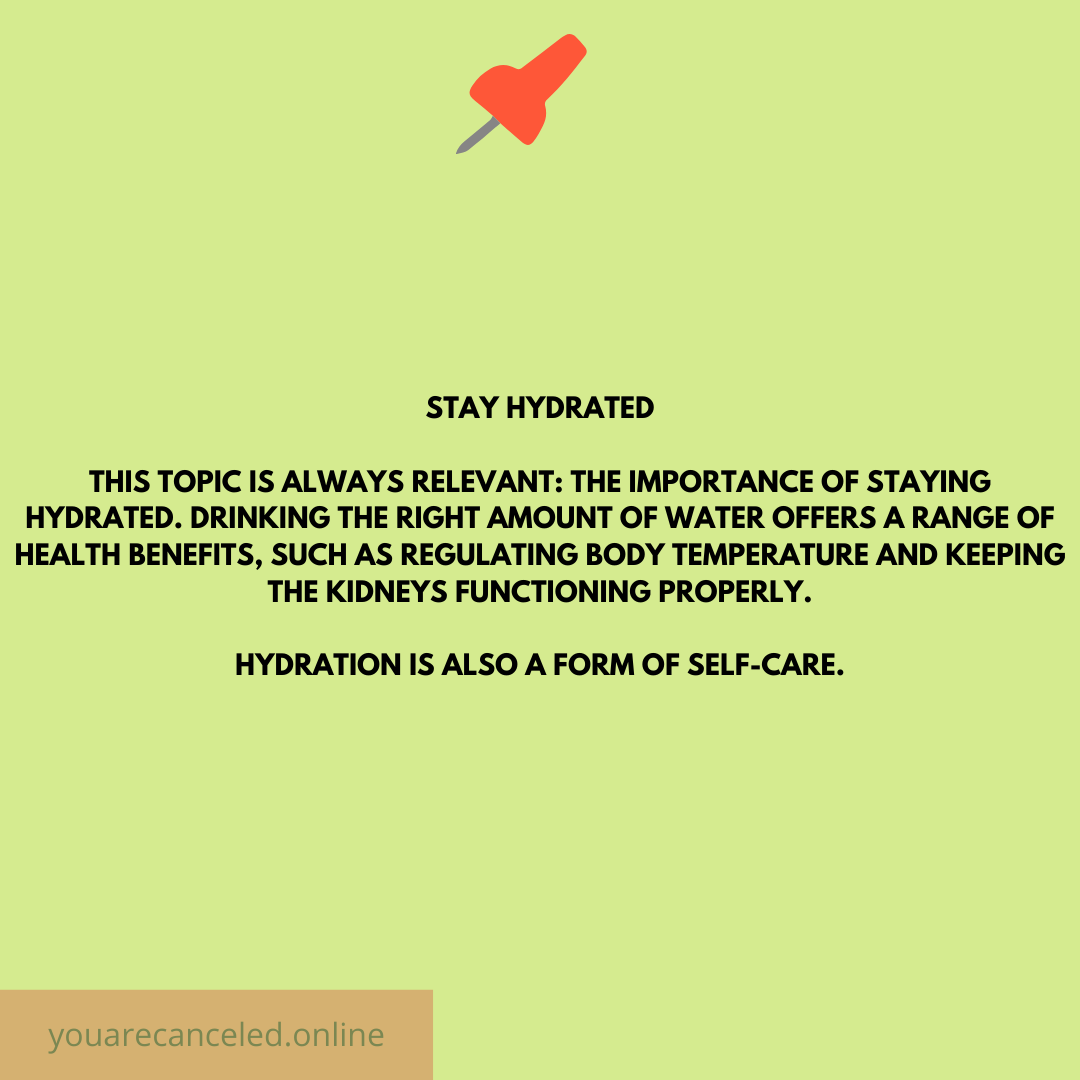 STAY HYDRATED
THIS TOPIC IS ALWAYS RELEVANT: THE IMPORTANCE OF STAYING
HYDRATED. DRINKING THE RIGHT AMOUNT OF WATER OFFERS A RANGE OF
HEALTH BENEFITS, SUCH AS REGULATING BODY TEMPERATURE AND KEEPING
THE KIDNEYS FUNCTIONING PROPERLY.
HYDRATION IS ALSO A FORM OF SELF-CARE.
youarecanceled.online